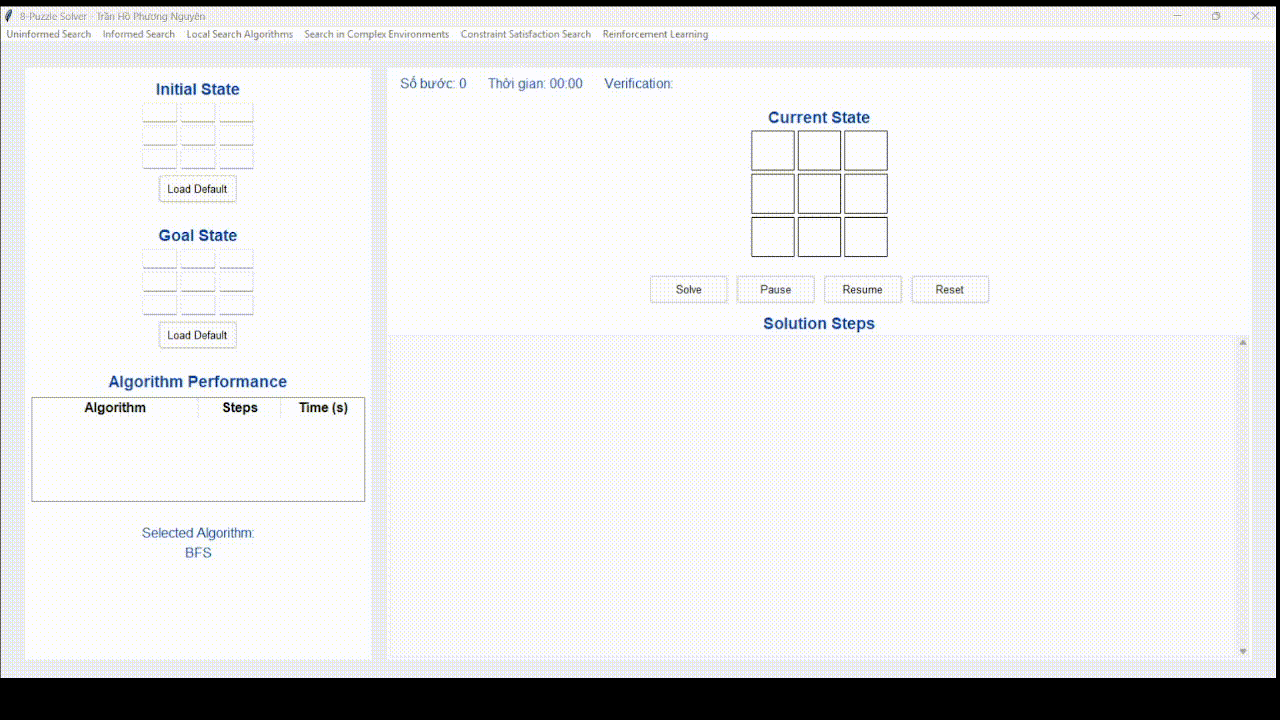 8-Puzzle Solver - Trần Hồ Phương Nguyên
Uninformed Search Informed Search Local Search Algorithms Search in Complex Environments Constraint Satisfaction Search Reinforcement Learning
Initial State
Load Default
Goal State
Load Default
Algorithm Performance
Algorithm Steps Time (s)
Selected Algorithm:
BFS
Số bước: 0 Thời gian: 00:00 Verification:
Current State
Solve Pause Resume Reset
Solution Steps